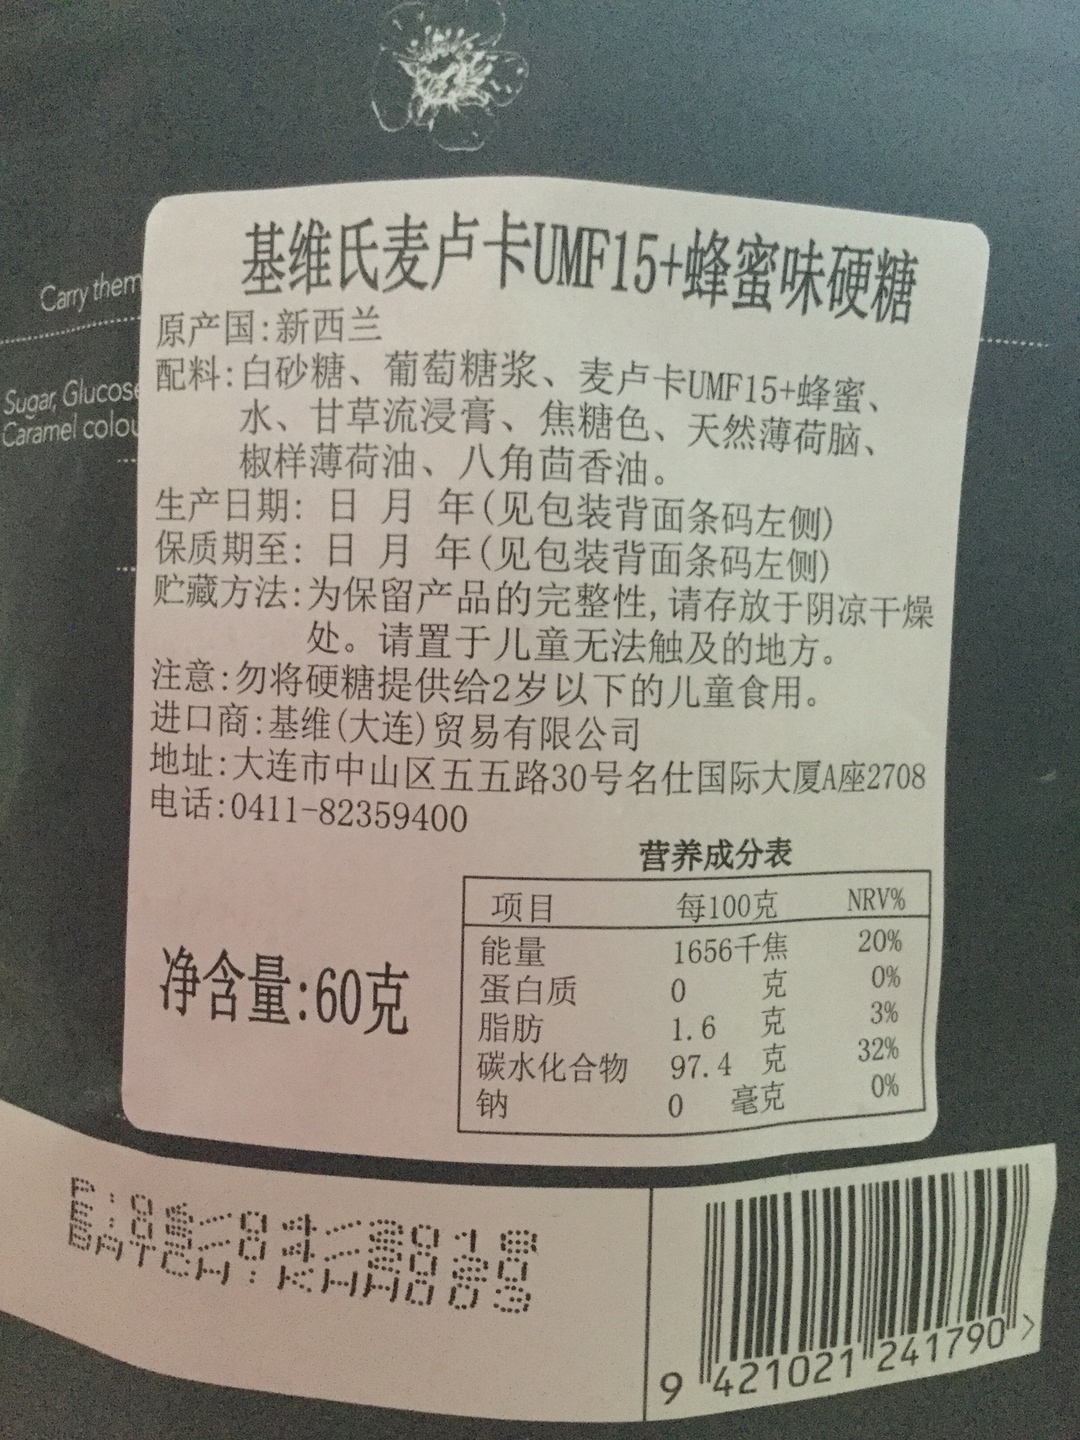 基维氏麦卢卡UMF15+蜂蜜味硬糖
Carry them
原产国:新西兰
配料:白砂糖、葡萄糖浆、麦卢卡UMF15+蜂蜜、
Sugar, Glucose
水、甘草流浸膏、焦糖色、天然薄荷脑、
Caramel colou
椒样薄荷油、八角茴香油。
生产日期: 日 月 年(见包装背面条码左侧)
保质期至: 日 月 年(见包装背面条码左侧)
贮藏方法:为保留产品的完整性,请存放于阴凉干燥
处。请置于儿童无法触及的地方。
注意:勿将硬糖提供给2岁以下的儿童食用。
进口商:基维(大连)贸易有限公司
地址:大连市中山区五五路30号名仕国际大厦A座2708
电话:0411-82359400
营养成分表
项目 每100克 NRV%
能量 1656千焦 20%
蛋白质 0 克 0%
脂肪 1.6 克 3%
碳水化合物 97.4 克 32%
钠 0 毫克 0%
净含量:60克
9 421021 241790 >